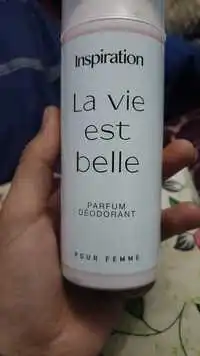 Inspiration
La vie
est
belle
PARFUM
DÉODORANT
POUR FEMME